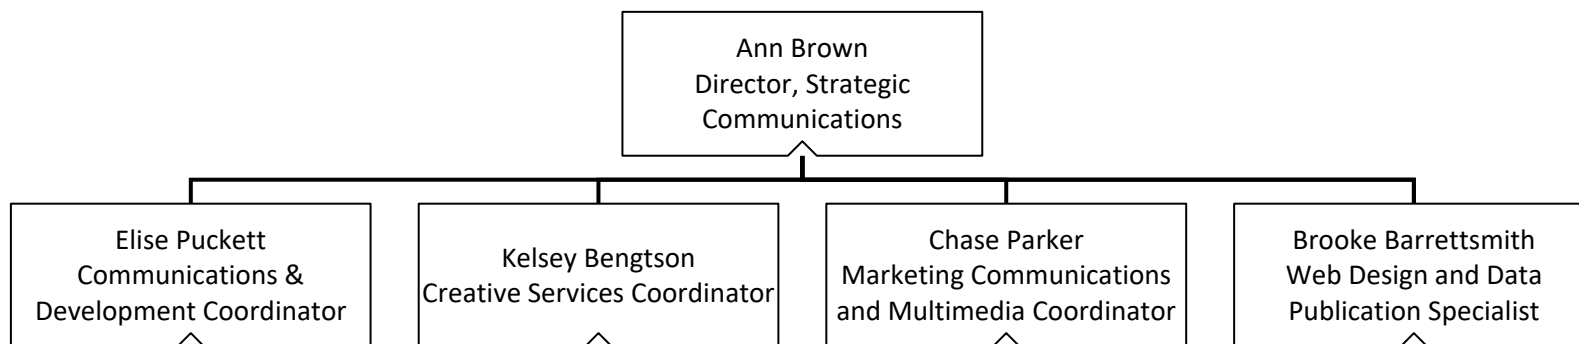 Ann Brown
Director, Strategic
Communications
Elise Puckett
Communications &
Development Coordinator
Kelsey Bengtson
Creative Services Coordinator
Chase Parker
Marketing Communications
and Multimedia Coordinator
Brooke Barrettsmith
Web Design and Data
Publication Specialist